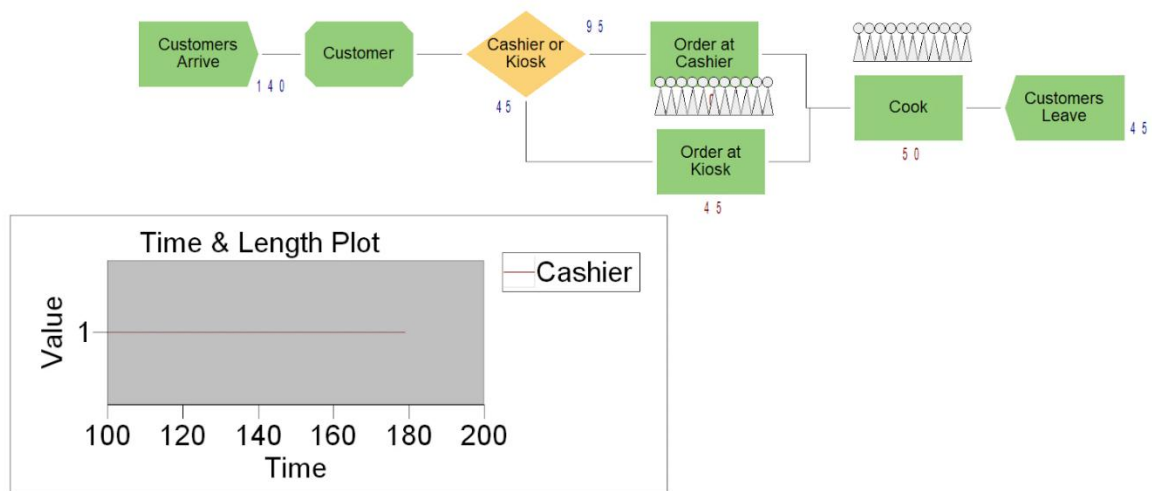 Customers
Arrive
140
Customer
Cashier or
Kiosk
95
45
Order at
Cashier
Order at
Kiosk
45
Cook
50
Customers
Leave
45
Time & Length Plot
Cashier
Value
1
100 120 140 160 180 200
Time